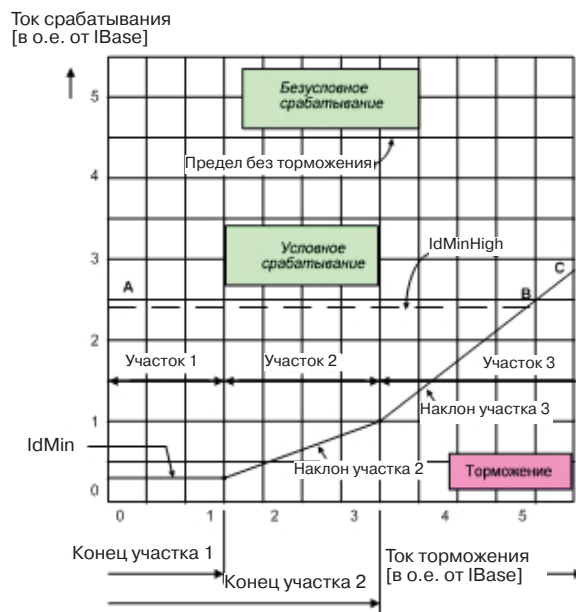 Ток срабатывания
[в о.е. от IBase]
5
Безусловное
срабатывание
Предел без торможения
4
Условное
срабатывание
IdMinHigh
3
A
B
C
2
Участок 1
Участок 2
Участок 3
1
Наклон участка 3
IdMin
Наклон участка 2
Торможение
0
0
1
2
3
4
5
Конец участка 1
Ток торможения
[в о.е. от IBase]
Конец участка 2